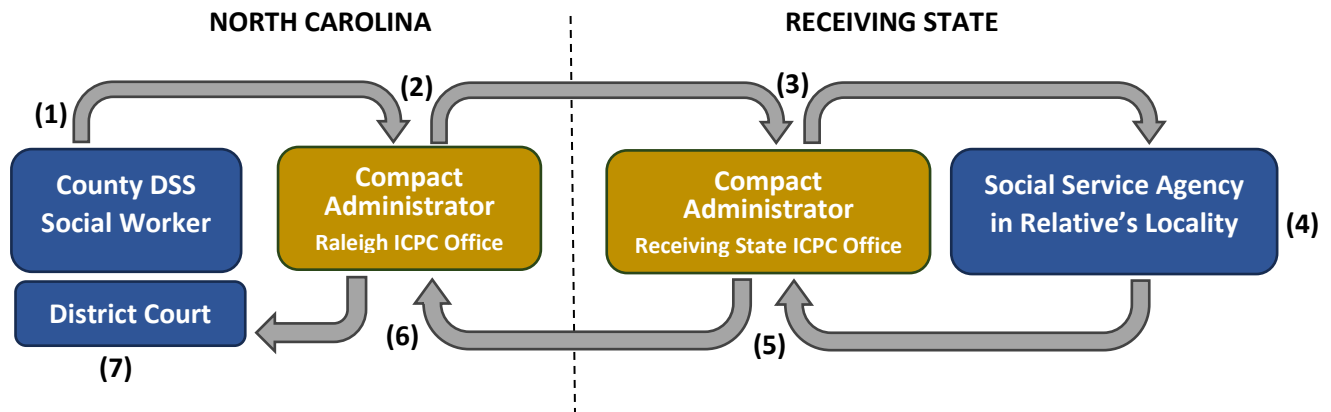 NORTH CAROLINA
RECEIVING STATE
(1)
(2)
(3)
County DSS
Social Worker
Compact
Administrator
Raleigh ICPC Office
Compact
Administrator
Receiving State ICPC Office
Social Service Agency
in Relative's Locality
(4)
District Court
(7)
(6)
(5)